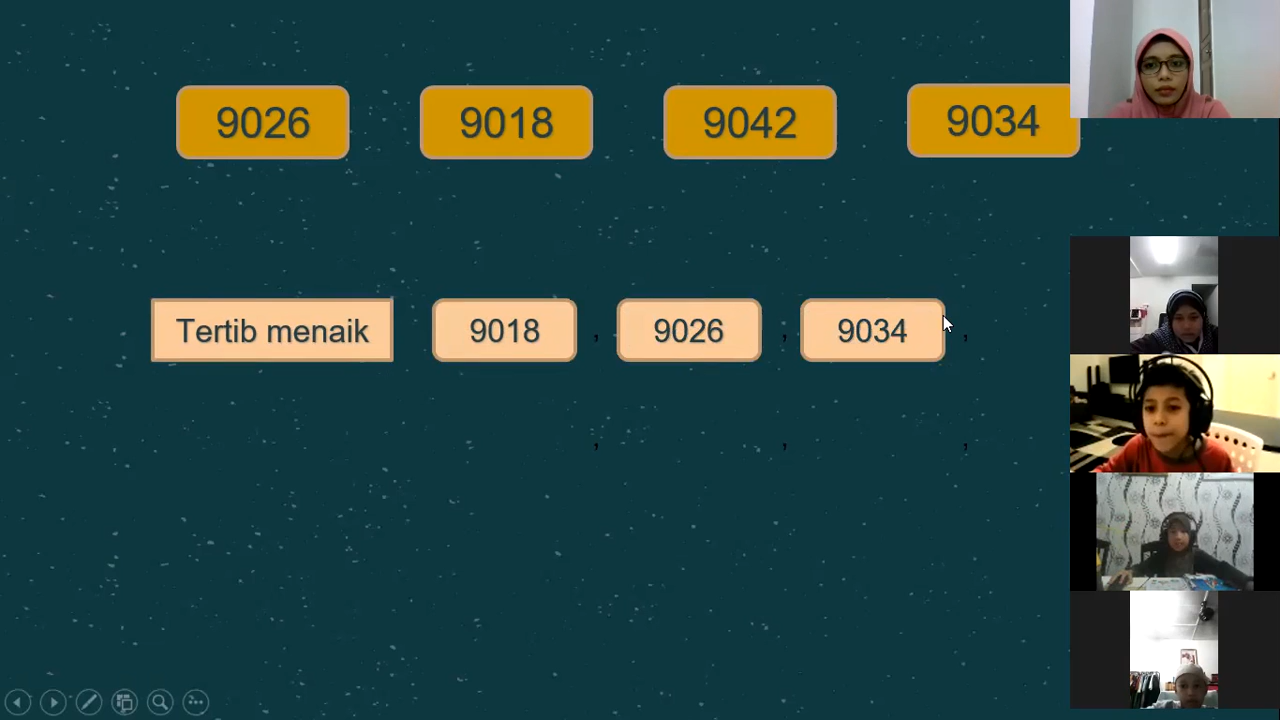 9026 9018 9042 9034
Tertib menaik 9018 , 9026 , 9034 ,
, , ,